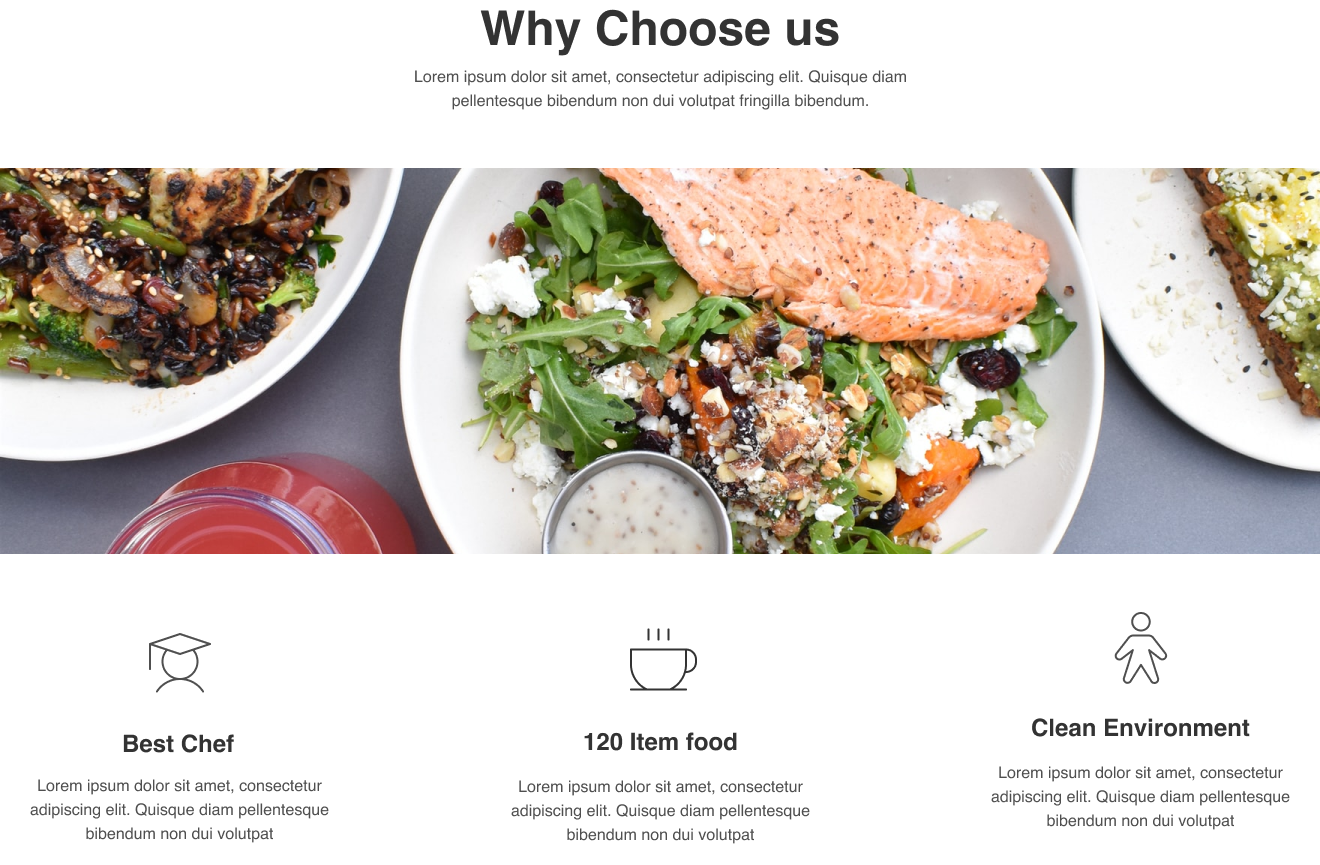 Why Choose us
Lorem ipsum dolor sit amet, consectetur adipiscing elit. Quisque diam
pellentesque bibendum non dui volutpat fringilla bibendum.
Best Chef
Lorem ipsum dolor sit amet, consectetur
adipiscing elit. Quisque diam pellentesque
bibendum non dui volutpat
120 Item food
Lorem ipsum dolor sit amet, consectetur
adipiscing elit. Quisque diam pellentesque
bibendum non dui volutpat
Clean Environment
Lorem ipsum dolor sit amet, consectetur
adipiscing elit. Quisque diam pellentesque
bibendum non dui volutpat